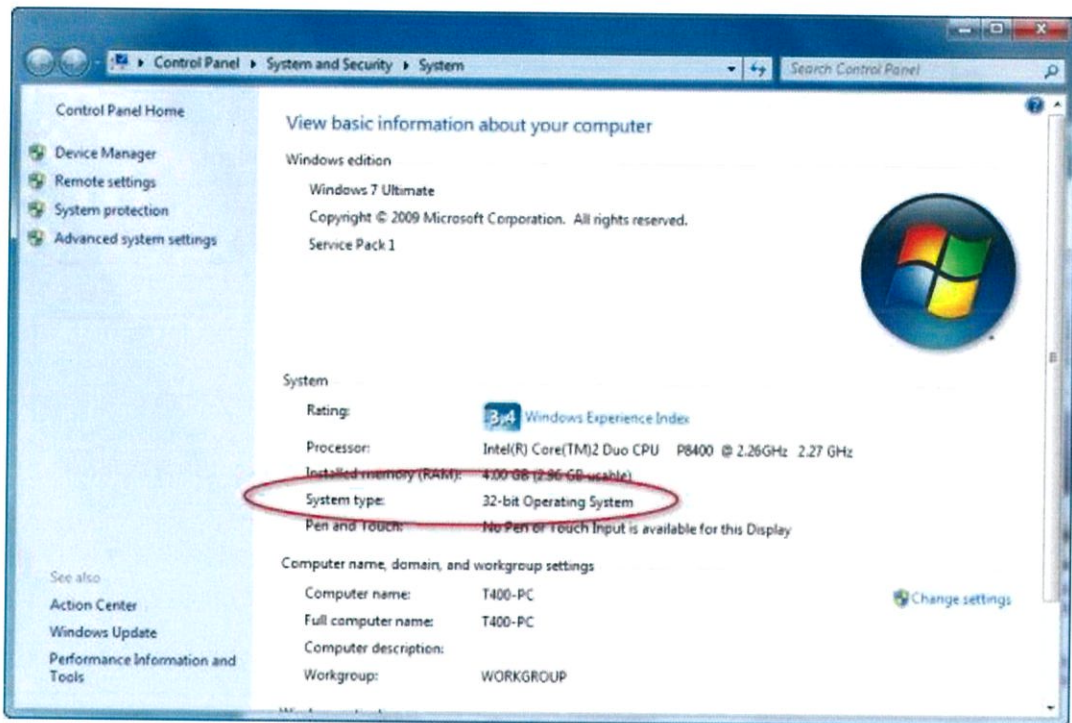 Control Panel ▸ System and Security ▸ System
Search Control Panel
Control Panel Home
Device Manager
Remote settings
System protection
Advanced system settings
See also
Action Center
Windows Update
Performance Information and
Tools
View basic information about your computer
Windows edition
Windows 7 Ultimate
Copyright © 2009 Microsoft Corporation. All rights reserved.
Service Pack 1
System
Rating: 3,4 Windows Experience Index
Processor: Intel(R) Core(TM)2 Duo CPU P8400 @ 2.26GHz 2.27 GHz
Installed memory (RAM): 4.00 GB (2.96 GB usable)
System type: 32-bit Operating System
Pen and Touch: No Pen or Touch Input is available for this Display
Computer name, domain, and workgroup settings
Computer name: T400-PC
Change settings
Full computer name: T400-PC
Computer description:
Workgroup: WORKGROUP